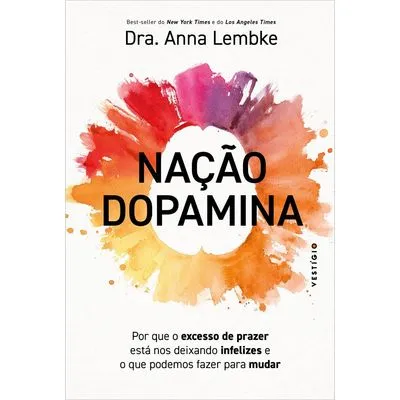 Best-seller do New York Times e do Los Angeles Times
Dra. Anna Lembke
NAÇÃO
DOPAMINA
VESTÍGIO
Por que o excesso de prazer
está nos deixando infelizes e
o que podemos fazer para mudar